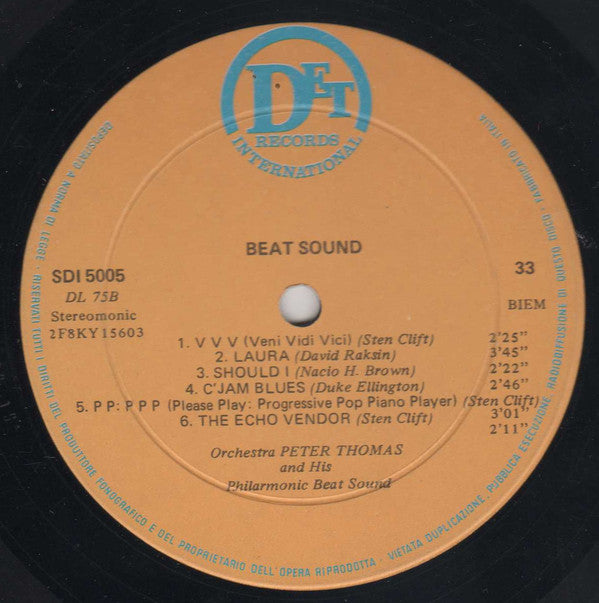 DET
RECORDS
INTERNATIONAL
BEAT SOUND
SDI 5005
33
DL 75B
BIEM
Stereomonic
2F8KY15603
1. V V V (Veni Vidi Vici) (Sten Clift) 2'25"
2. LAURA (David Raksin) 3'45"
3. SHOULD I (Nacio H. Brown) 2'22"
4. C'JAM BLUES (Duke Ellington) 2'46"
5. P P: P P P (Please Play: Progressive Pop Piano Player) (Sten Clift)
3'01"
6. THE ECHO VENDOR (Sten Clift) 2'11"
Orchestra PETER THOMAS
and His
Philarmonic Beat Sound
DEPOSITATO A NORMA DI LEGGE - RISERVATI TUTTI I DIRITTI DEL PRODUTTORE FONOGRAFICO E DEL PROPRIETARIO DELL'OPERA RIPRODOTTA - VIETATA DUPLICAZIONE, PUBBLICA ESECUZIONE, RADIODIFFUSIONE DI QUESTO DISCO - FABBRICATO IN ITALIA